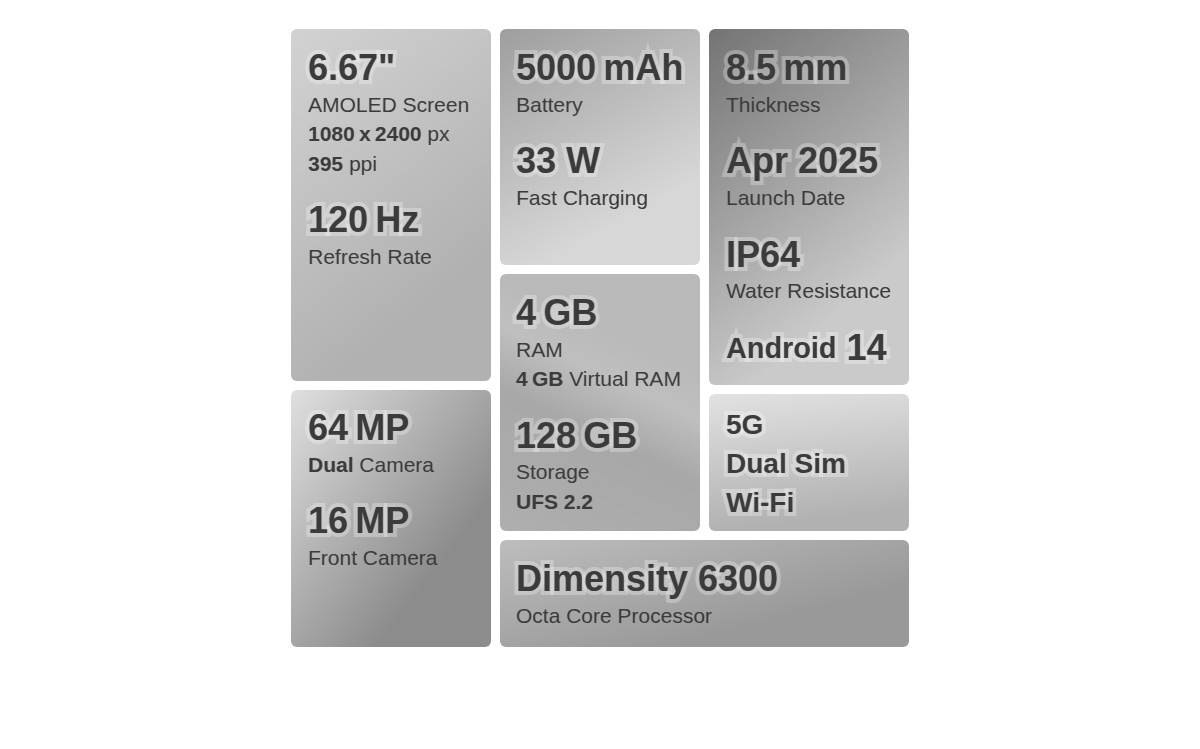 6.67"
AMOLED Screen
1080 x 2400 px
395 ppi
120 Hz
Refresh Rate
64 MP
Dual Camera
16 MP
Front Camera
5000 mAh
Battery
33 W
Fast Charging
4 GB
RAM
4 GB Virtual RAM
128 GB
Storage
UFS 2.2
8.5 mm
Thickness
Apr 2025
Launch Date
IP64
Water Resistance
Android 14
5G
Dual Sim
Wi-Fi
Dimensity 6300
Octa Core Processor